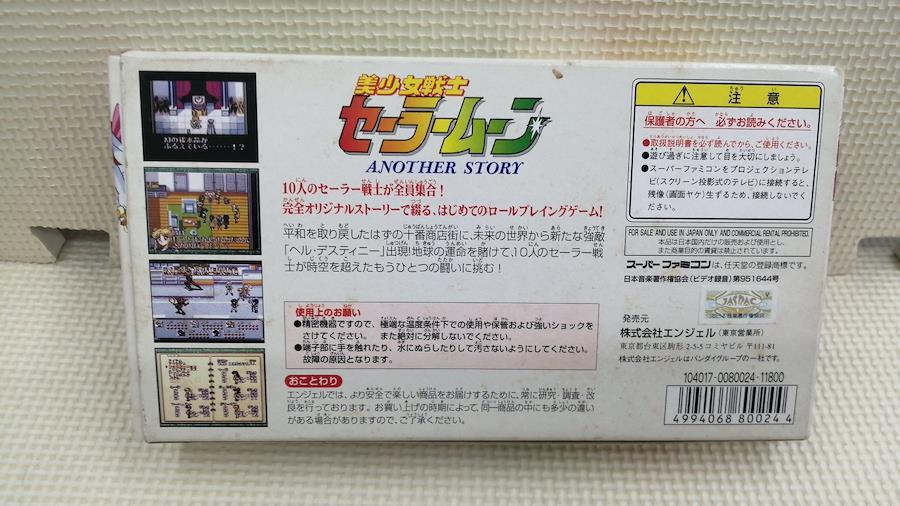 美少女戦士
セーラームーン
ANOTHER STORY
10人のセーラー戦士が全員集合！
完全オリジナルストーリーで綴る、はじめてのロールプレイングゲーム！
平和を取り戻したはずの十番商店街に、未来の世界から新たな強敵
「ヘル・デスティニー」出現！地球の運命を賭けて、10人のセーラー戦
士が時空を超えたもうひとつの闘いに挑む！
使用上のお願い
●精密機器ですので、極端な温度条件下での使用や保管および強いショックを
さけてください。また絶対に分解しないでください。
●端子部に手を触れたり、水にぬらしたりして汚さないようにしてください。
故障の原因となります。
おことわり
エンジェルでは、より安全で楽しい商品をお届けするために、常に研究・調査・改
良を行っております。お買い上げの時期によって、同一商品の中にも多少の違い
がある場合がありますので、ご了承ください。
注意
保護者の方へ 必ずお読みください。
●取扱説明書を必ず読んでから、ご使用ください。
●遊び過ぎに注意して目を大切にしましょう。
●スーパーファミコンをプロジェクションテレ
ビ（スクリーン投影式のテレビ）に接続すると、
残像（画面ヤケ）生ずるため、接続しないでく
ださい。
FOR SALE AND USE IN JAPAN ONLY AND COMMERCIAL RENTAL PROHIBITED.
本品は日本国内だけの販売および使用とし、
また商業目的の賃貸は禁止されています。
スーパーファミコンは、任天堂の登録商標です。
日本音楽著作権協会（ビデオ録音）第951644号
JASRAC
発売元
株式会社エンジェル（東京営業所）
東京都台東区駒形2-5-5 コミヤビル 〒111-81
株式会社エンジェルはバンダイグループの一社です。
104017-0080024-11800
4994068800244